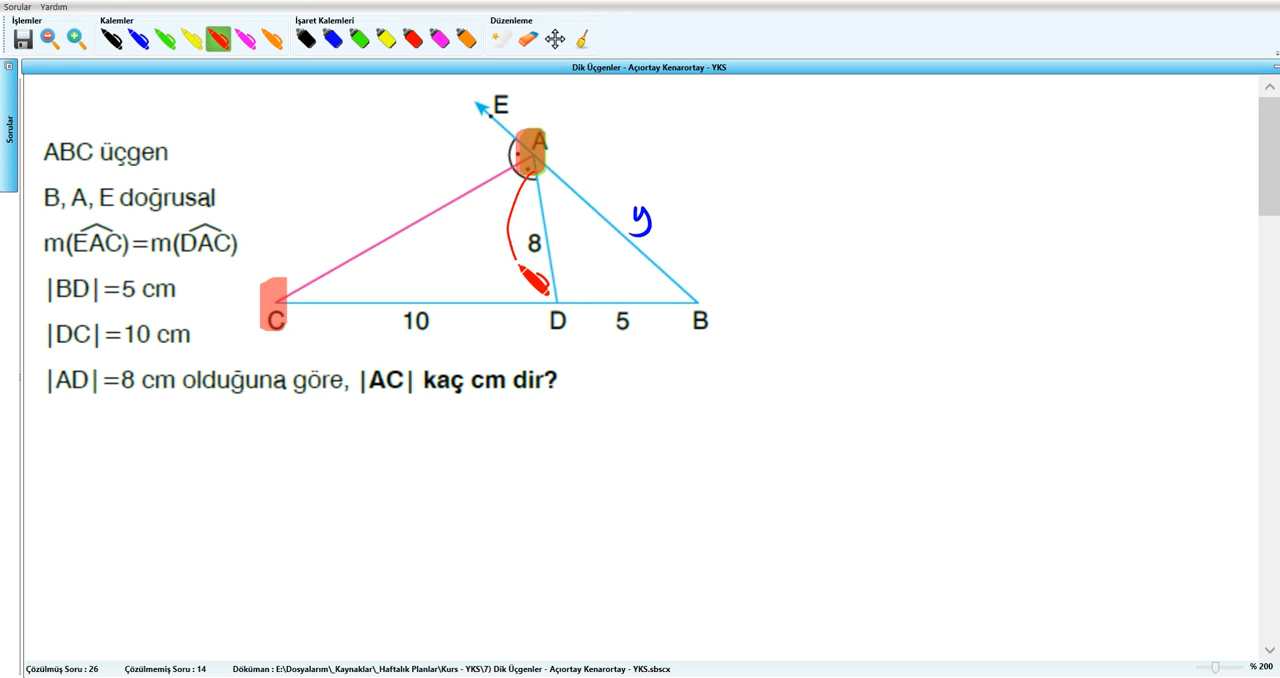 Sorular Yardım
İşlemler Kalemler İşaret Kalemleri Düzenleme
Dik Üçgenler - Açıortay Kenarortay - YKS
Sorular
E
A
ABC üçgen
B, A, E doğrusal
y
m(EAC)=m(DAC)
8
|BD|=5 cm
C 10 D 5 B
|DC|=10 cm
|AD|=8 cm olduğuna göre, |AC| kaç cm dir?
Çözülmüş Soru : 26 Çözülmemiş Soru : 14 Döküman : E:\Dosyalarım\_Kaynaklar\_Haftalık Planlar\Kurs - YKS\7) Dik Üçgenler - Açıortay Kenarortay - YKS.sbscx % 200